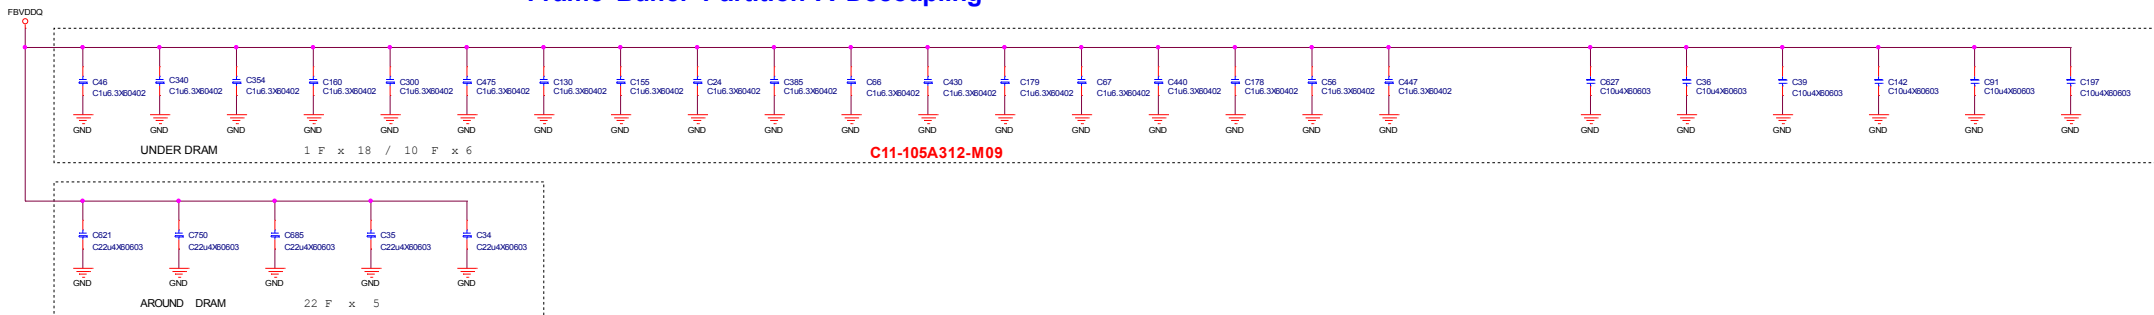 Frame Buffer Partition A Decoupling
FBVDDQ
C46 C340 C354 C160 C300 C475 C130 C155 C24 C385 C66 C430 C179 C67 C440 C178 C56 C447 C627 C36 C39 C142 C91 C197
C1u6.3X60402 C1u6.3X60402 C1u6.3X60402 C1u6.3X60402 C1u6.3X60402 C1u6.3X60402 C1u6.3X60402 C1u6.3X60402 C1u6.3X60402 C1u6.3X60402 C1u6.3X60402 C1u6.3X60402 C1u6.3X60402 C1u6.3X60402 C1u6.3X60402 C1u6.3X60402 C1u6.3X60402 C1u6.3X60402 C10u4X60603 C10u4X60603 C10u4X60603 C10u4X60603 C10u4X60603 C10u4X60603
GND GND GND GND GND GND GND GND GND GND GND GND GND GND GND GND GND GND GND GND GND GND GND GND
UNDER DRAM 1 F x 18 / 10 F x 6
C11-105A312-M09
C621 C750 C685 C35 C34
C22u4X60603 C22u4X60603 C22u4X60603 C22u4X60603 C22u4X60603
GND GND GND GND GND
AROUND DRAM 22 F x 5